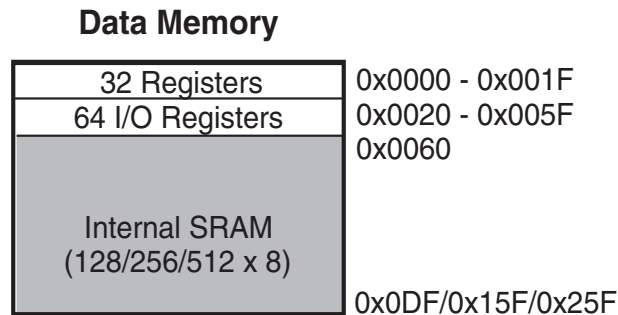 Data Memory
32 Registers 0x0000 - 0x001F
64 I/O Registers 0x0020 - 0x005F
0x0060
Internal SRAM
(128/256/512 x 8)
0x0DF/0x15F/0x25F